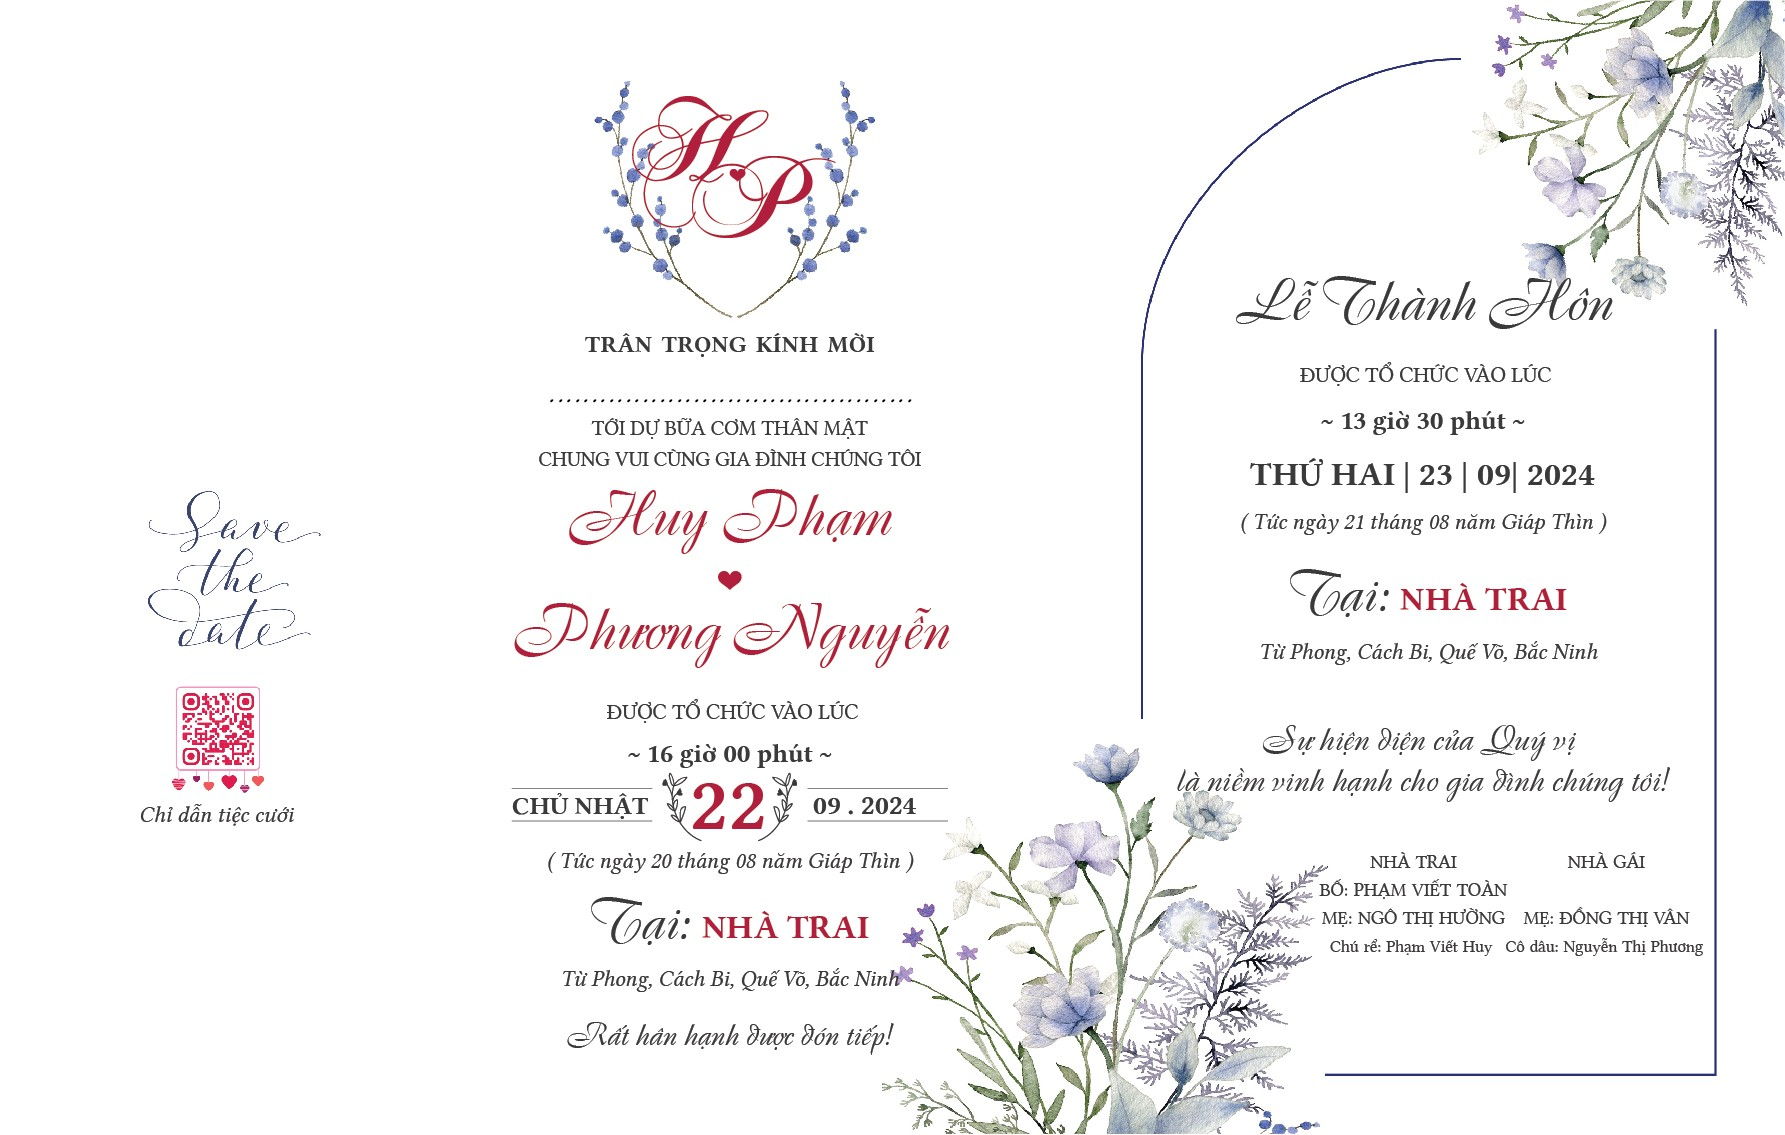 Save
the
date
Chỉ dẫn tiệc cưới
H P
TRÂN TRỌNG KÍNH MỜI
........................................
TỚI DỰ BỮA CƠM THÂN MẬT
CHUNG VUI CÙNG GIA ĐÌNH CHÚNG TÔI
Huy Phạm
Phương Nguyễn
ĐƯỢC TỔ CHỨC VÀO LÚC
~ 16 giờ 00 phút ~
CHỦ NHẬT 22 09 . 2024
( Tức ngày 20 tháng 08 năm Giáp Thìn )
Tại: NHÀ TRAI
Từ Phong, Cách Bi, Quế Võ, Bắc Ninh
Rất hân hạnh được đón tiếp!
Lễ Thành Hôn
ĐƯỢC TỔ CHỨC VÀO LÚC
~ 13 giờ 30 phút ~
THỨ HAI | 23 | 09| 2024
( Tức ngày 21 tháng 08 năm Giáp Thìn )
Tại: NHÀ TRAI
Từ Phong, Cách Bi, Quế Võ, Bắc Ninh
Sự hiện diện của Quý vị
là niềm vinh hạnh cho gia đình chúng tôi!
NHÀ TRAI NHÀ GÁI
BỐ: PHẠM VIẾT TOÀN
MẸ: NGÔ THỊ HƯỜNG MẸ: ĐỒNG THỊ VÂN
Chú rể: Phạm Viết Huy Cô dâu: Nguyễn Thị Phương